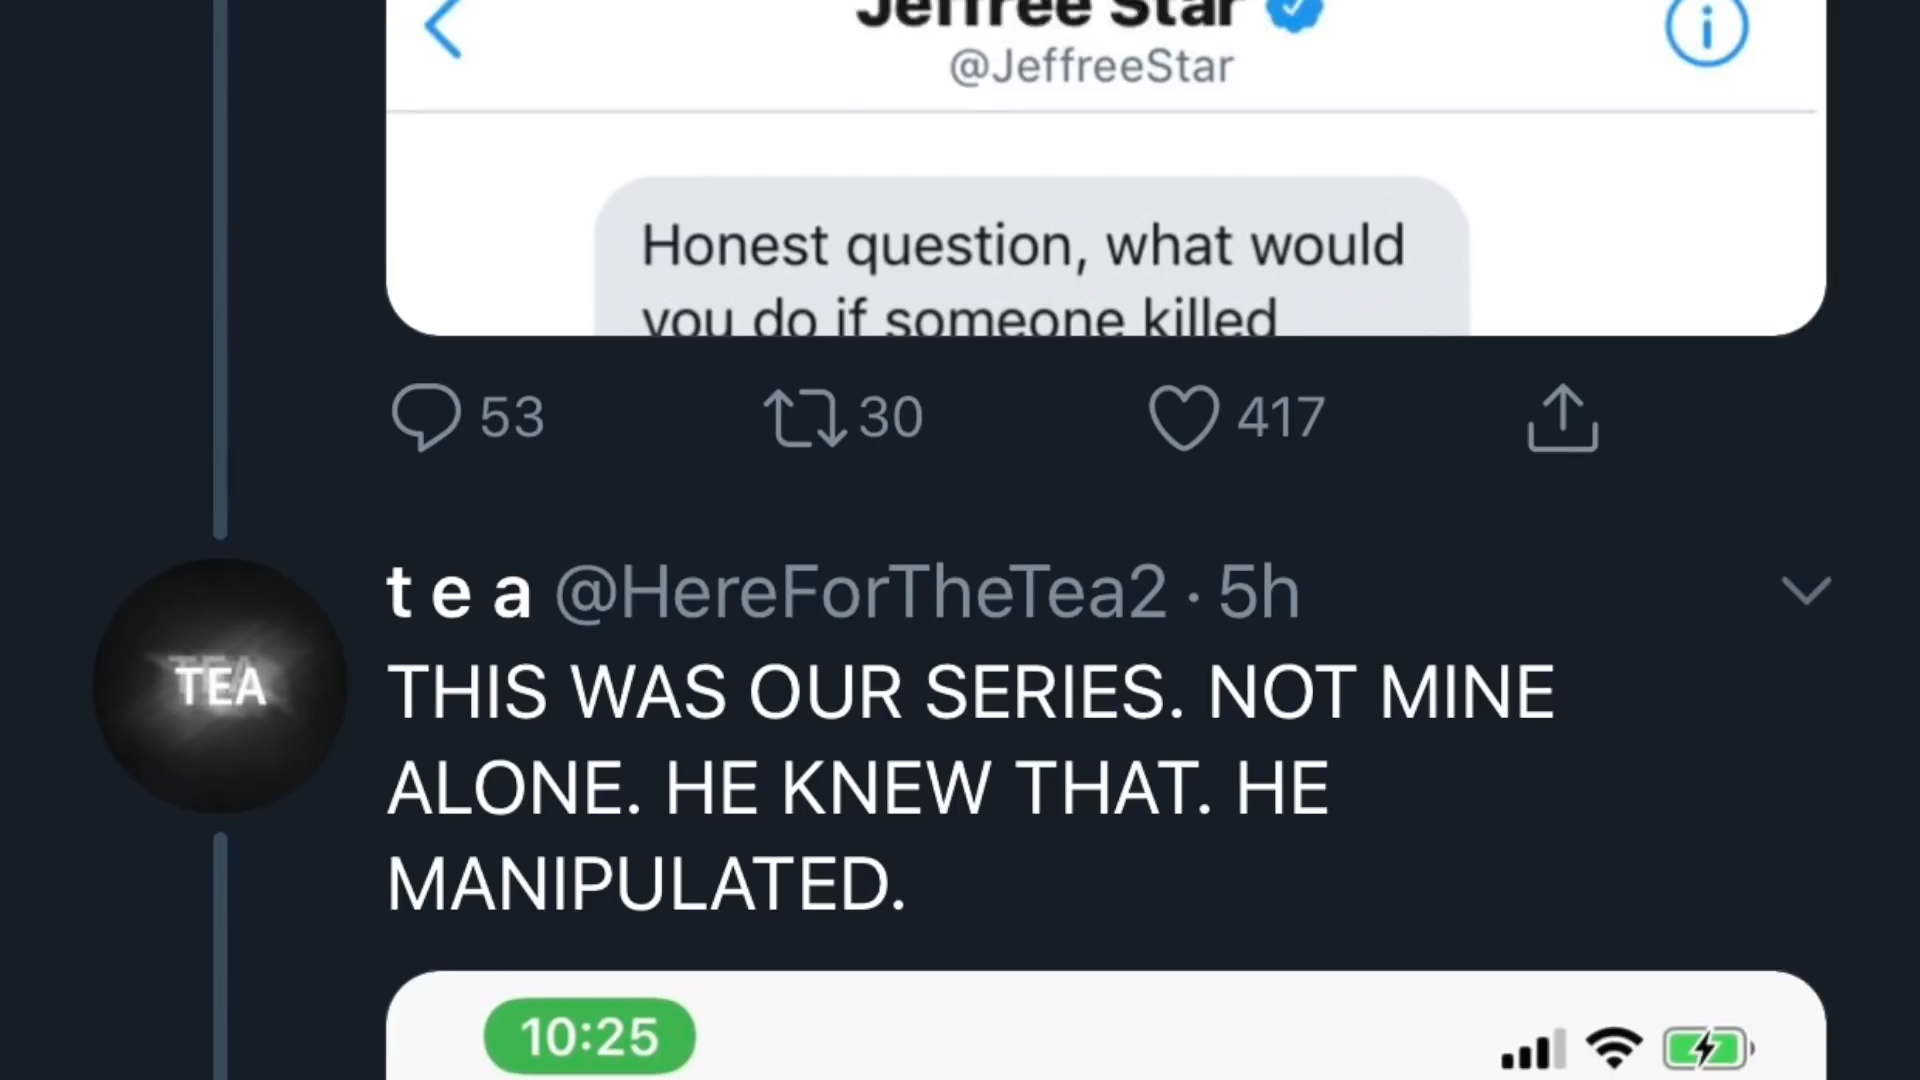 Jeffree Star
@JeffreeStar
Honest question, what would
you do if someone killed
53
30
417
t e a @HereForTheTea2 · 5h
TEA
THIS WAS OUR SERIES. NOT MINE
ALONE. HE KNEW THAT. HE
MANIPULATED.
10:25